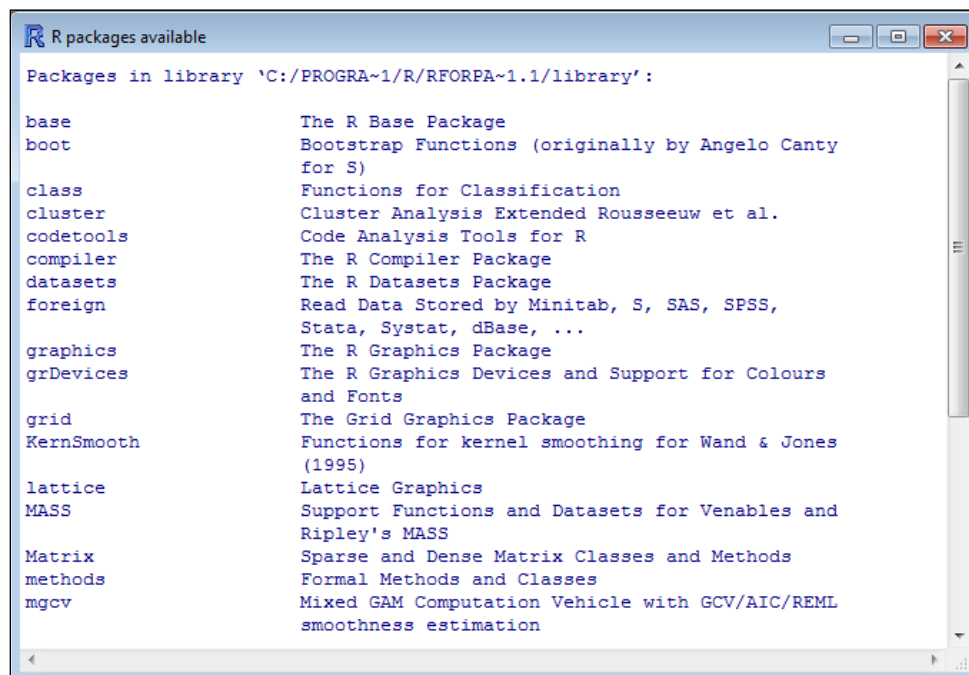 R packages available
Packages in library ‘C:/PROGRA~1/R/RFORPA~1.1/library’:
base The R Base Package
boot Bootstrap Functions (originally by Angelo Canty
for S)
class Functions for Classification
cluster Cluster Analysis Extended Rousseeuw et al.
codetools Code Analysis Tools for R
compiler The R Compiler Package
datasets The R Datasets Package
foreign Read Data Stored by Minitab, S, SAS, SPSS,
Stata, Systat, dBase, ...
graphics The R Graphics Package
grDevices The R Graphics Devices and Support for Colours
and Fonts
grid The Grid Graphics Package
KernSmooth Functions for kernel smoothing for Wand & Jones
(1995)
lattice Lattice Graphics
MASS Support Functions and Datasets for Venables and
Ripley's MASS
Matrix Sparse and Dense Matrix Classes and Methods
methods Formal Methods and Classes
mgcv Mixed GAM Computation Vehicle with GCV/AIC/REML
smoothness estimation